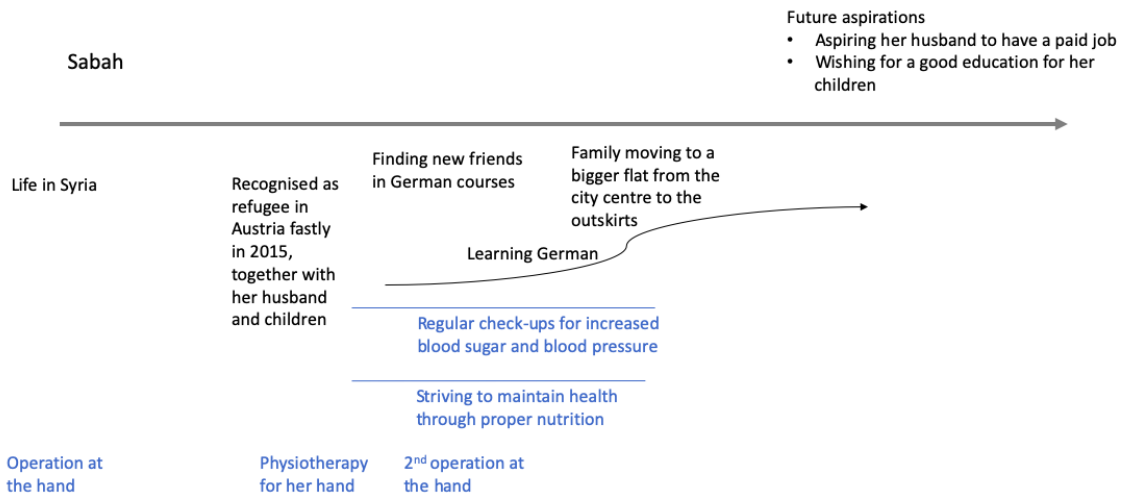 Sabah
Future aspirations
• Aspiring her husband to have a paid job
• Wishing for a good education for her
children
Life in Syria
Recognised as
refugee in
Austria fastly
in 2015,
together with
her husband
and children
Finding new friends
in German courses
Family moving to a
bigger flat from the
city centre to the
outskirts
Learning German
Regular check-ups for increased
blood sugar and blood pressure
Striving to maintain health
through proper nutrition
Operation at
the hand
Physiotherapy
for her hand
2nd operation at
the hand